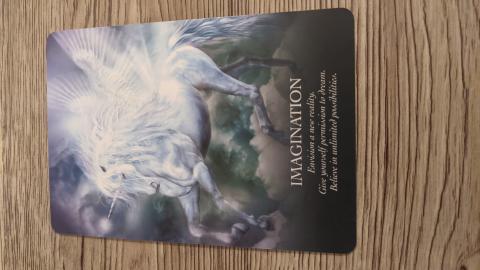 IMAGINATION
Envision a new reality.
Give yourself permission to dream.
Believe in unlimited possibilities.